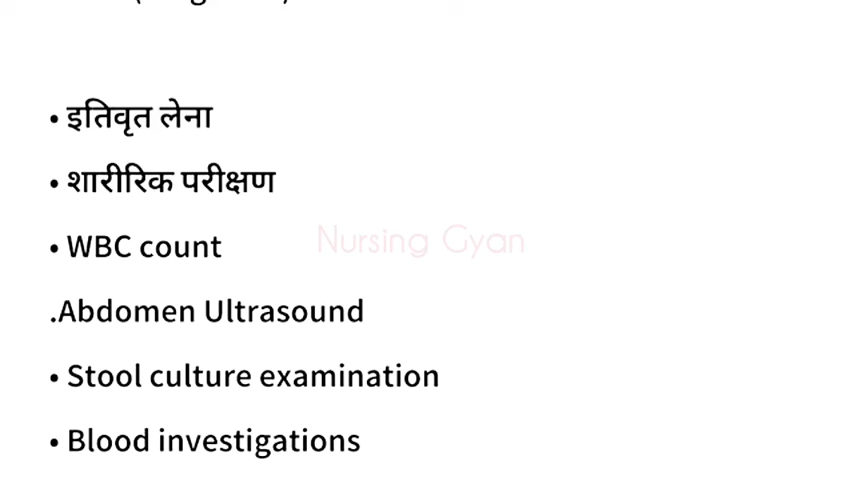 • इतिवृत लेना
• शारीरिक परीक्षण
• WBC count
Nursing Gyan
.Abdomen Ultrasound
• Stool culture examination
• Blood investigations